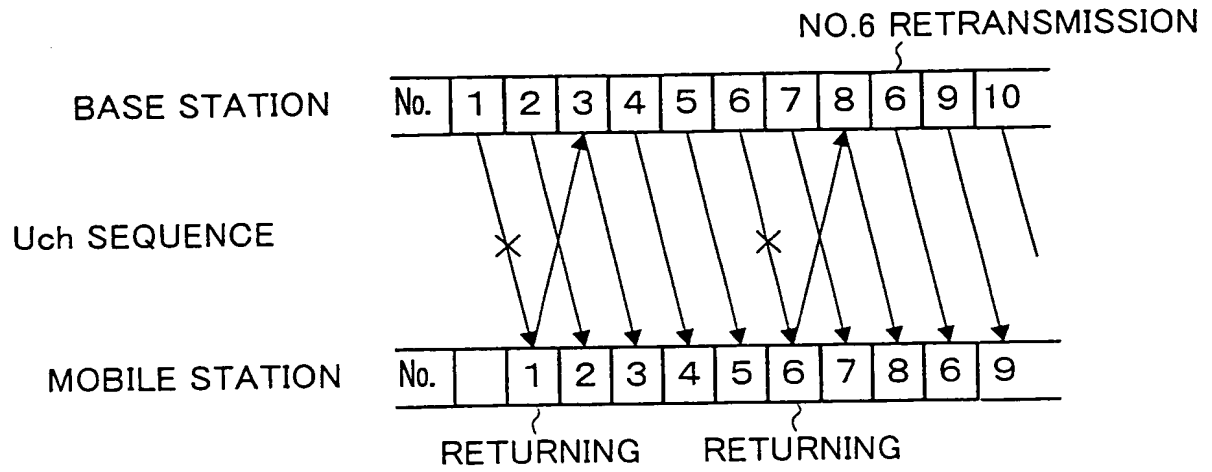 NO.6 RETRANSMISSION
BASE STATION No. 1 2 3 4 5 6 7 8 6 9 10
Uch SEQUENCE
MOBILE STATION No. 1 2 3 4 5 6 7 8 6 9
RETURNING RETURNING